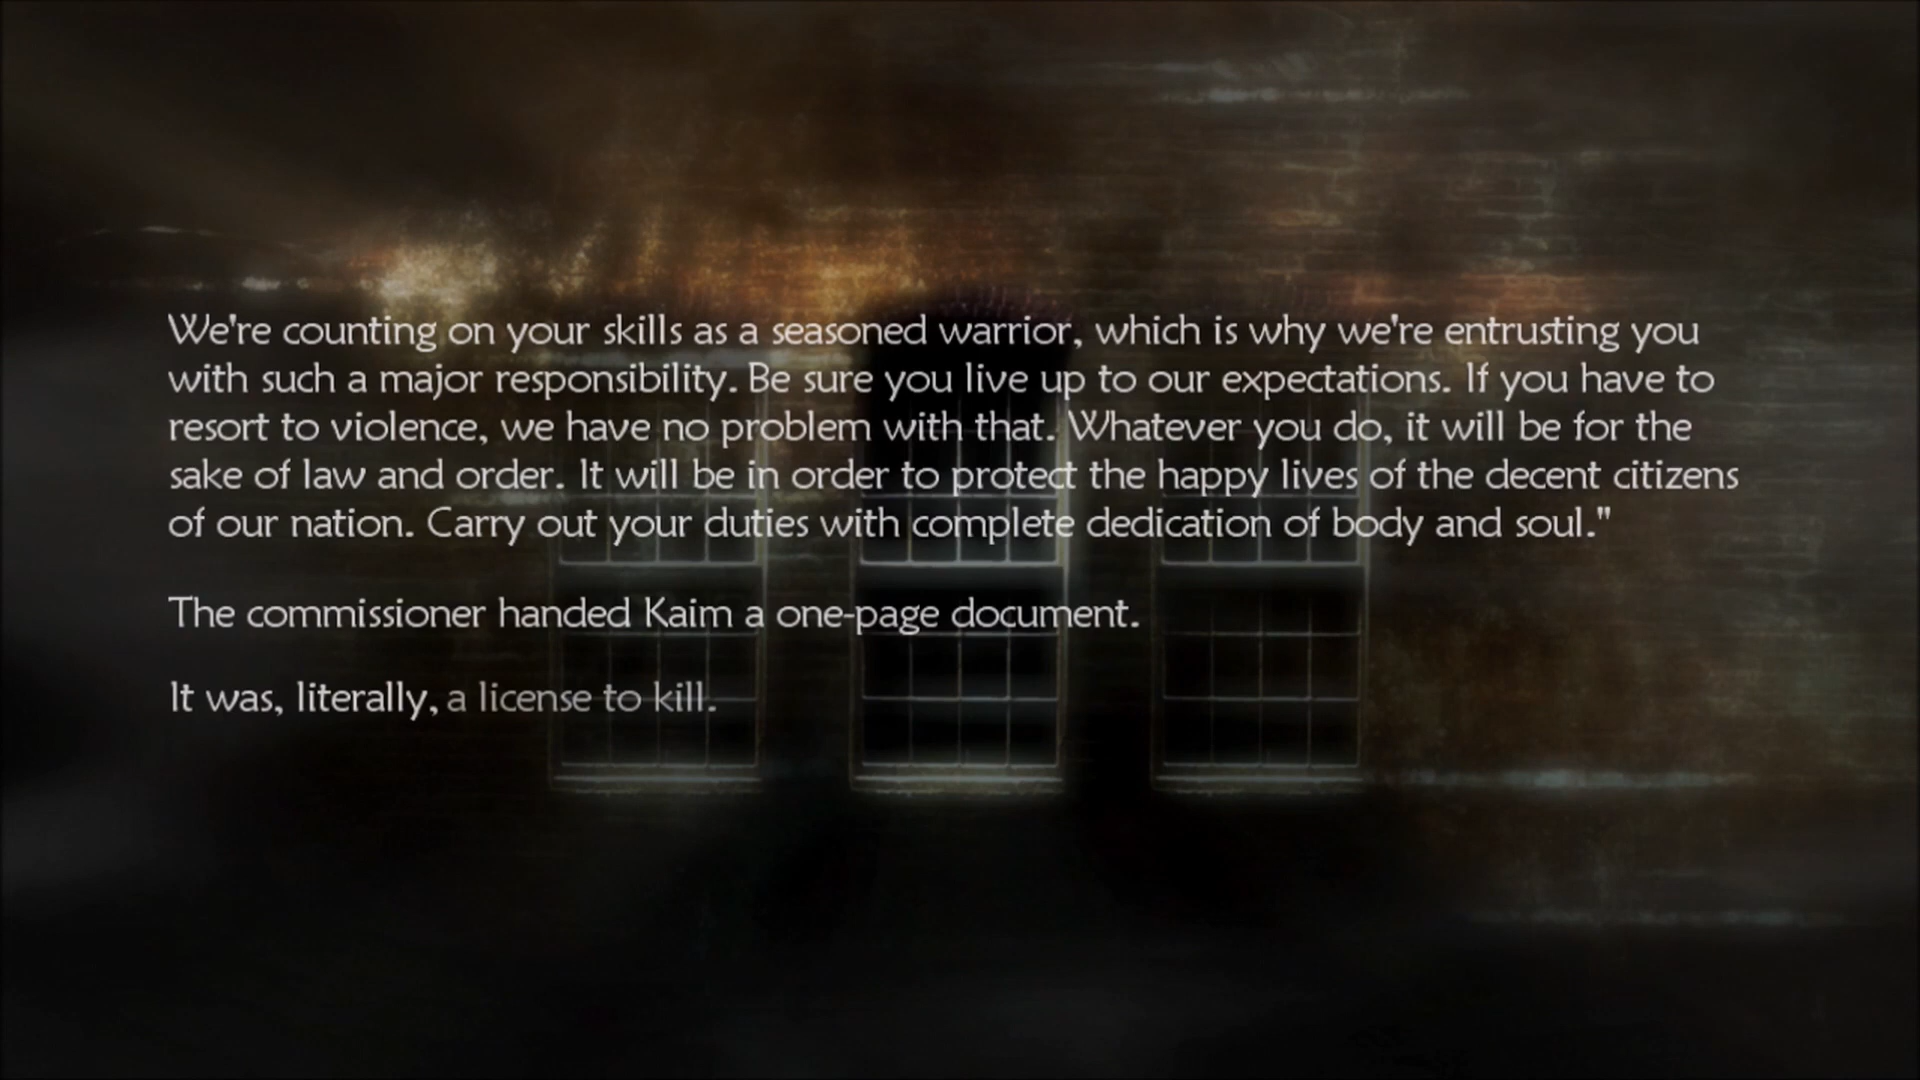 We're counting on your skills as a seasoned warrior, which is why we're entrusting you
with such a major responsibility. Be sure you live up to our expectations. If you have to
resort to violence, we have no problem with that. Whatever you do, it will be for the
sake of law and order. It will be in order to protect the happy lives of the decent citizens
of our nation. Carry out your duties with complete dedication of body and soul."
The commissioner handed Kaim a one-page document.
It was, literally, a license to kill.